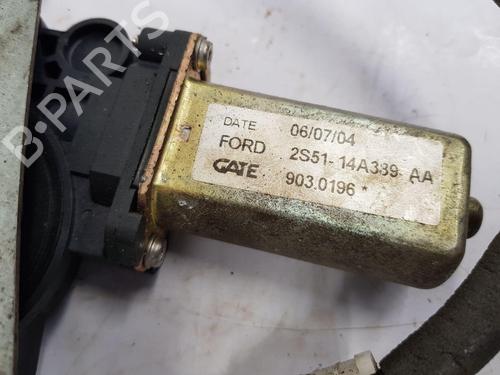 DATE 06/07/04
FORD 2S51-14A389-AA
GATE 903.0196 *
B-PARTS